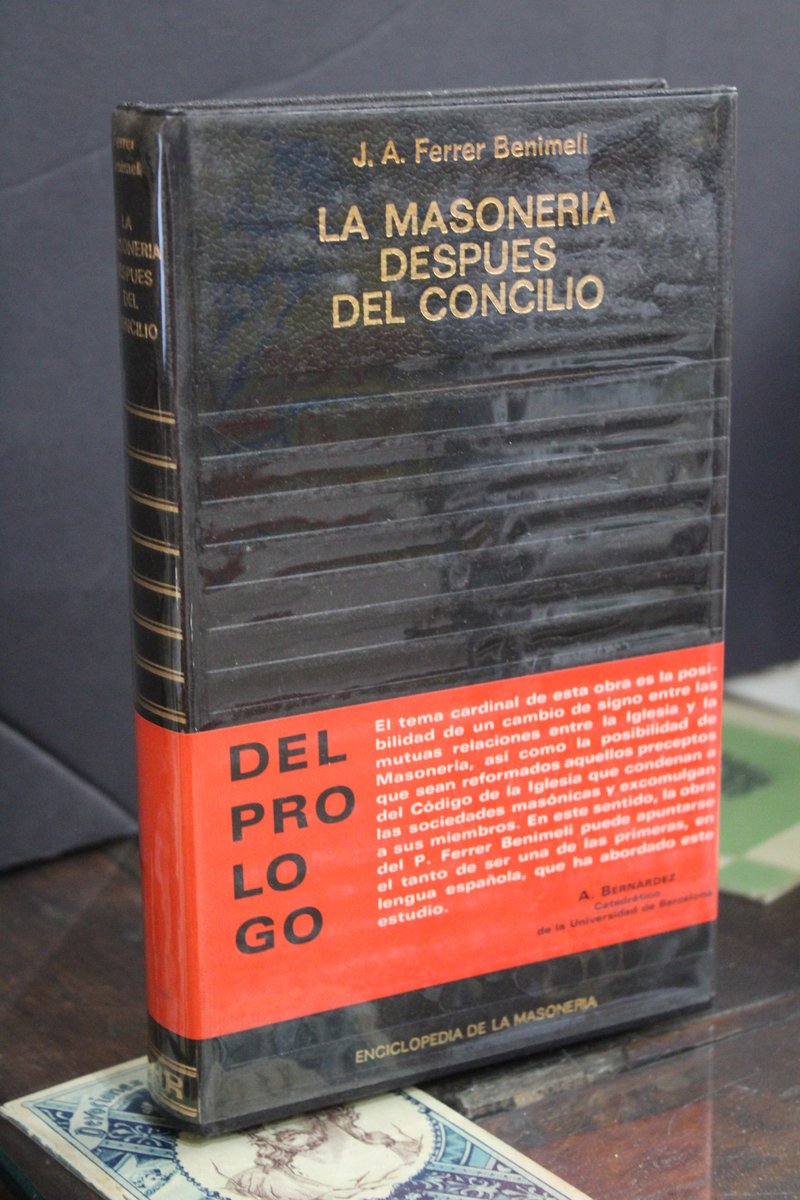 J. A. Ferrer Benimeli
LA MASONERIA
DESPUES
DEL CONCILIO
DEL
PRO
LO
GO
El tema cardinal de esta obra es la posi-
bilidad de un cambio de signo entre las
mutuas relaciones entre la Iglesia y la
Masonería, así como la posibilidad de
que sean reformados aquellos preceptos
del Código de la Iglesia que condenan a
las sociedades masónicas y excomulgan
a sus miembros. En este sentido, la obra
del P. Ferrer Benimeli puede apuntarse
el tanto de ser una de las primeras, en
lengua española, que ha abordado este
estudio.
A. BERNÁRDEZ
Catedrático
de la Universidad de Barcelona
ENCICLOPEDIA DE LA MASONERIA
LA
DEL
Devociones